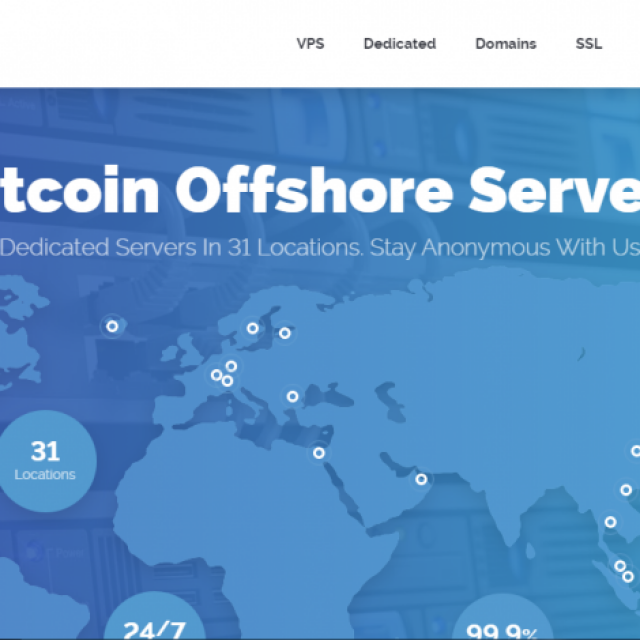 VPS Dedicated Domains SSL
tcoin Offshore Serve
Dedicated Servers In 31 Locations. Stay Anonymous With Us
31
Locations
24/7 99.9%